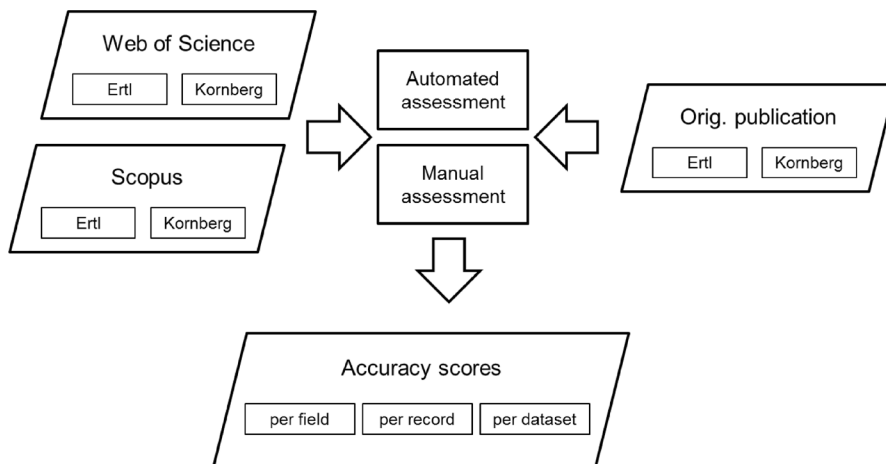 Web of Science
Ertl
Kornberg
Scopus
Ertl
Kornberg
Automated
assessment
Manual
assessment
Orig. publication
Ertl
Kornberg
Accuracy scores
per field
per record
per dataset